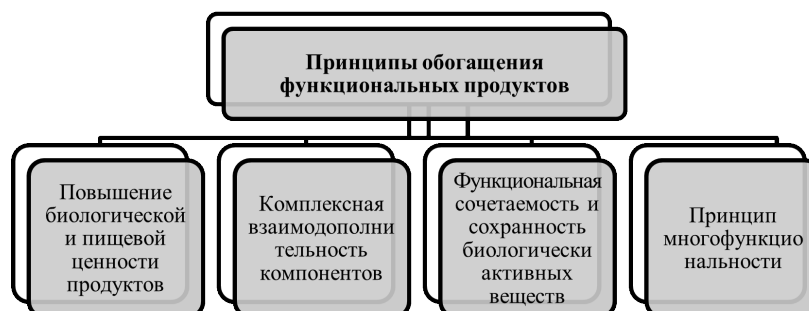 Принципы обогащения
функциональных продуктов
Повышение
биологической
и пищевой
ценности
продуктов
Комплексная
взаимодополни
тельность
компонентов
Функциональная
сочетаемость и
сохранность
биологически
активных
веществ
Принцип
многофункцио
нальности